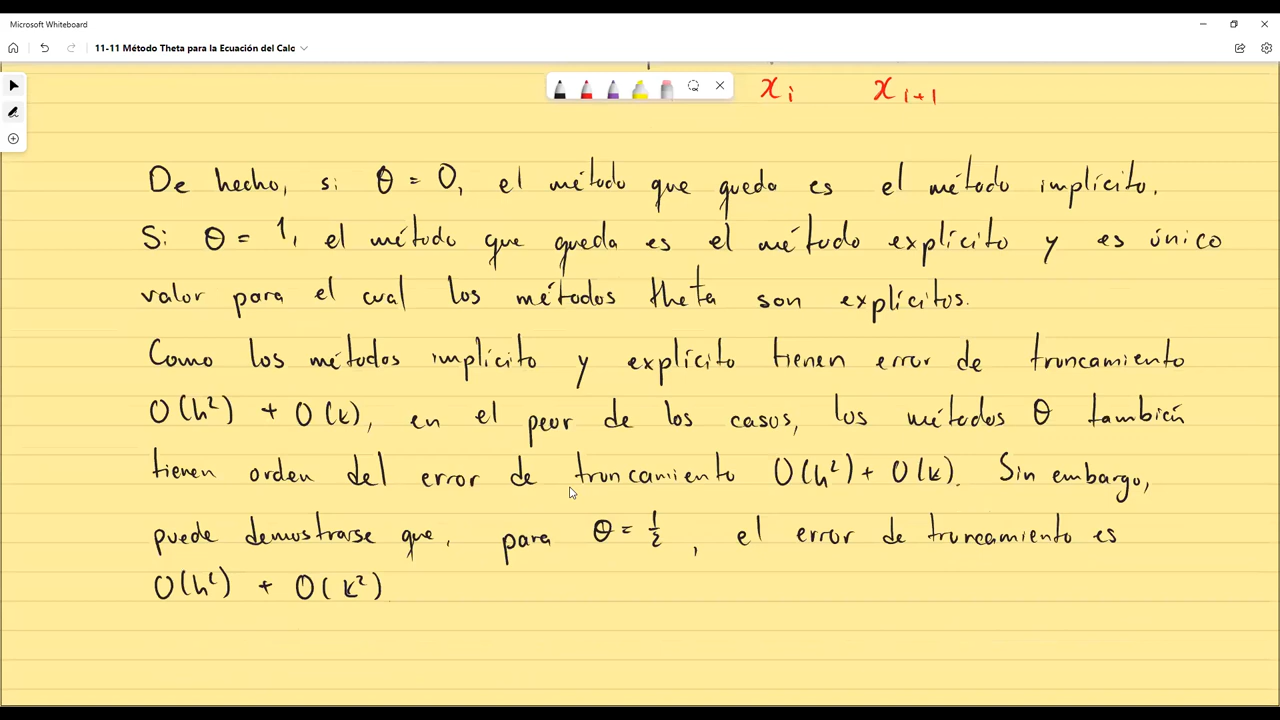 Microsoft Whiteboard
11-11 Método Theta para la Ecuación del Calc
x_i x_{i+1}
De hecho, si θ = 0, el método que queda es el método implícito.
Si θ = 1, el método que queda es el método explícito y es único
valor para el cual los métodos theta son explícitos.
Como los métodos implícito y explícito tienen error de truncamiento
O(h²) + O(k), en el peor de los casos, los métodos θ también
tienen orden del error de truncamiento O(h²) + O(k). Sin embargo,
puede demostrarse que, para θ = 1/2, el error de truncamiento es
O(h²) + O(k²)